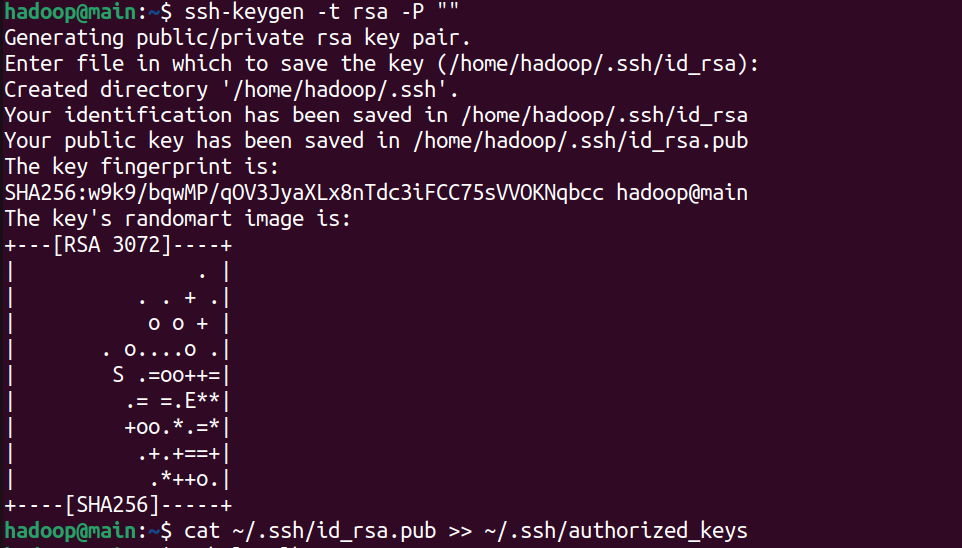 hadoop@main:~$ ssh-keygen -t rsa -P ""
Generating public/private rsa key pair.
Enter file in which to save the key (/home/hadoop/.ssh/id_rsa):
Created directory '/home/hadoop/.ssh'.
Your identification has been saved in /home/hadoop/.ssh/id_rsa
Your public key has been saved in /home/hadoop/.ssh/id_rsa.pub
The key fingerprint is:
SHA256:w9k9/bqwMP/qOV3JyaXLx8nTdc3iFCC75sVVOKNqbcc hadoop@main
The key's randomart image is:
+---[RSA 3072]----+
|                . |
|           . . + .|
|            o o + |
|        . o....o .|
|         S .=oo++=|
|          .= =.E**|
|          +oo.*.=*|
|           .+.+==+|
|            .*++o.|
+----[SHA256]-----+
hadoop@main:~$ cat ~/.ssh/id_rsa.pub >> ~/.ssh/authorized_keys